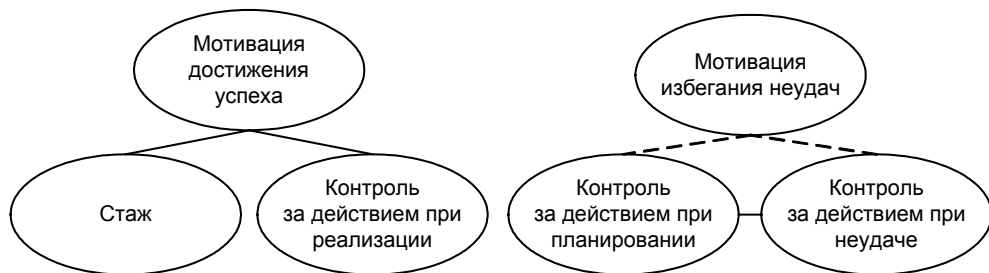 Мотивация
достижения
успеха
Мотивация
избегания неудач
Стаж
Контроль
за действием при
реализации
Контроль
за действием при
планировании
Контроль
за действием при
неудаче